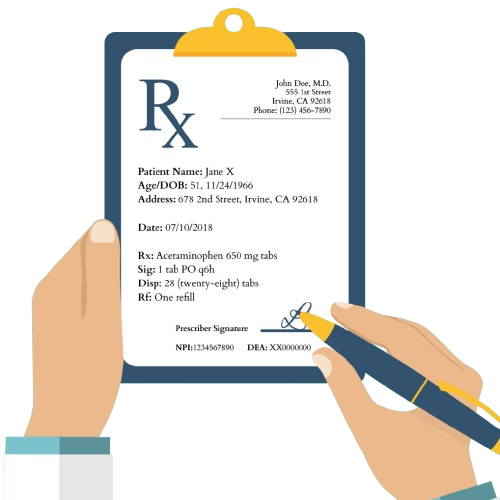 Rx
John Doe, M.D.
555 1st Street
Irvine, CA 92618
Phone: (123) 456-7890
Patient Name: Jane X
Age/DOB: 51, 11/24/1966
Address: 678 2nd Street, Irvine, CA 92618
Date: 07/10/2018
Rx: Acetaminophen 650 mg tabs
Sig: 1 tab PO q6h
Disp: 28 (twenty-eight) tabs
Rf: One refill
Prescriber Signature
NPI:1234567890 DEA: XX0000000